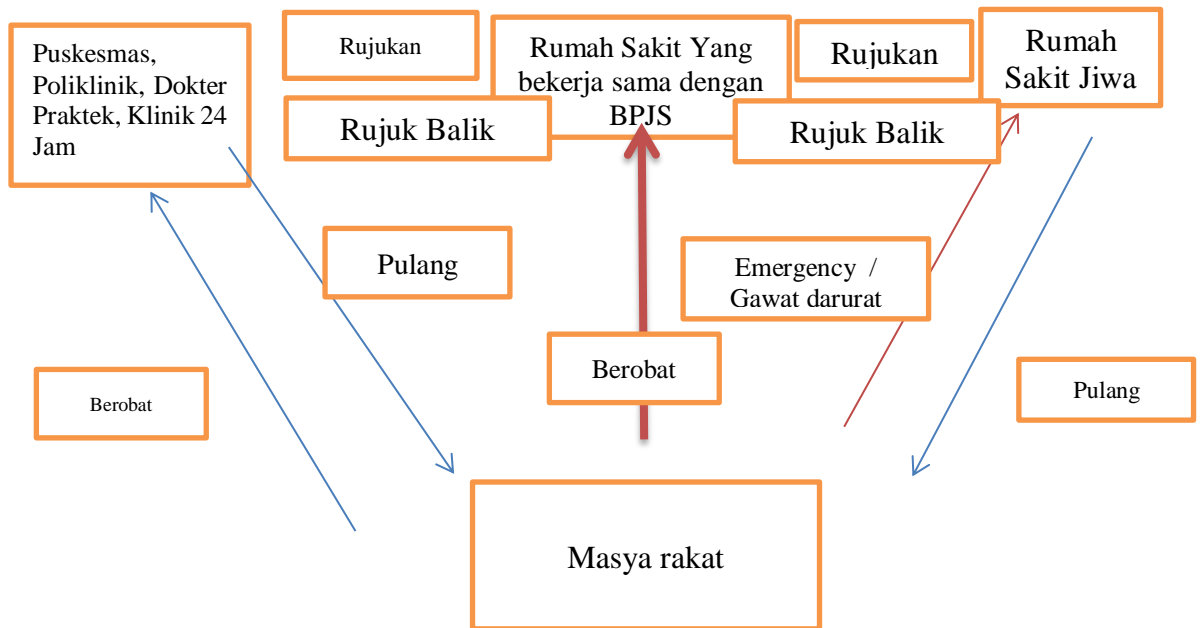 Puskesmas,
Poliklinik, Dokter
Praktek, Klinik 24
Jam
Rujukan
Rujuk Balik
Rumah Sakit Yang
bekerja sama dengan
BPJS
Rujukan
Rujuk Balik
Rumah
Sakit Jiwa
Pulang
Emergency /
Gawat darurat
Berobat
Berobat
Pulang
Masya rakat